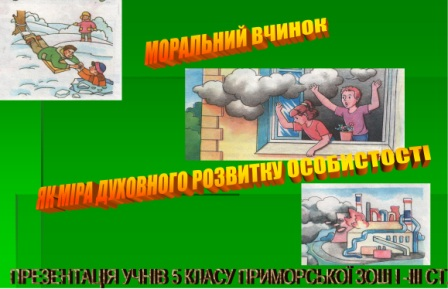 МОРАЛЬНИЙ ВЧИНОК
ЯК МІРА ДУХОВНОГО РОЗВИТКУ ОСОБИСТОСТІ
ПРЕЗЕНТАЦІЯ УЧНІВ 5 КЛАСУ ПРИМОРСЬКОЇ ЗОШ І -ІІІ СТ